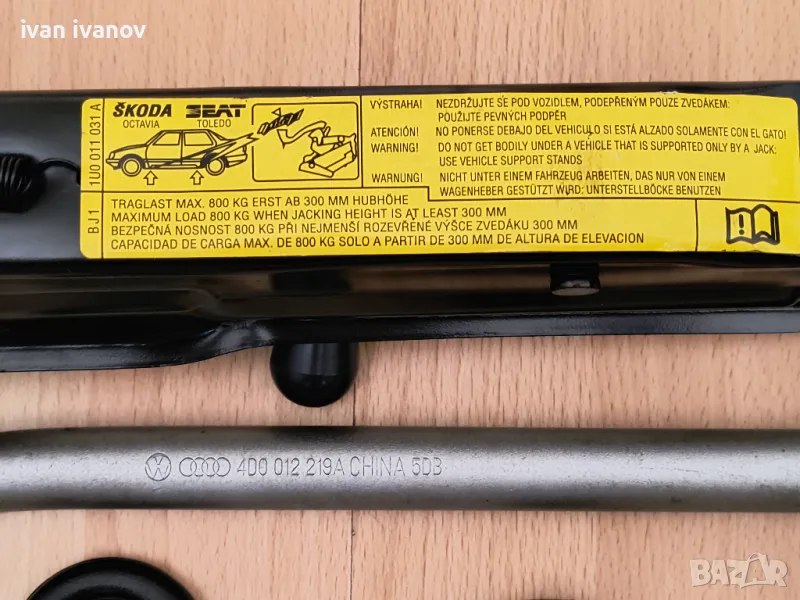 ivan ivanov
ŠKODA SEAT
OCTAVIA TOLEDO
BJ1 1U0 011 031 A
VÝSTRAHA! NEZDRŽUJTE SE POD VOZIDLEM, PODEPŘENÝM POUZE ZVEDÁKEM:
POUŽIJTE PEVNÝCH PODPĚR
ATENCIÓN! NO PONERSE DEBAJO DEL VEHICULO SI ESTÁ ALZADO SOLAMENTE CON EL GATO!
WARNING! DO NOT GET BODILY UNDER A VEHICLE THAT IS SUPPORTED ONLY BY A JACK:
USE VEHICLE SUPPORT STANDS
WARNUNG! NICHT UNTER EINEM FAHRZEUG ARBEITEN, DAS NUR VON EINEM
WAGENHEBER GESTÜTZT WIRD: UNTERSTELLBÖCKE BENUTZEN
TRAGLAST MAX. 800 KG ERST AB 300 MM HUBHÖHE
MAXIMUM LOAD 800 KG WHEN JACKING HEIGHT IS AT LEAST 300 MM
BEZPEČNÁ NOSNOST 800 KG PŘI NEJMENŠÍ ROZEVŘENÉ VÝŠCE ZVEDÁKU 300 MM
CAPACIDAD DE CARGA MAX. DE 800 KG SOLO A PARTIR DE 300 MM DE ALTURA DE ELEVACION
4D0 012 219A CHINA 5DB
BAZAR